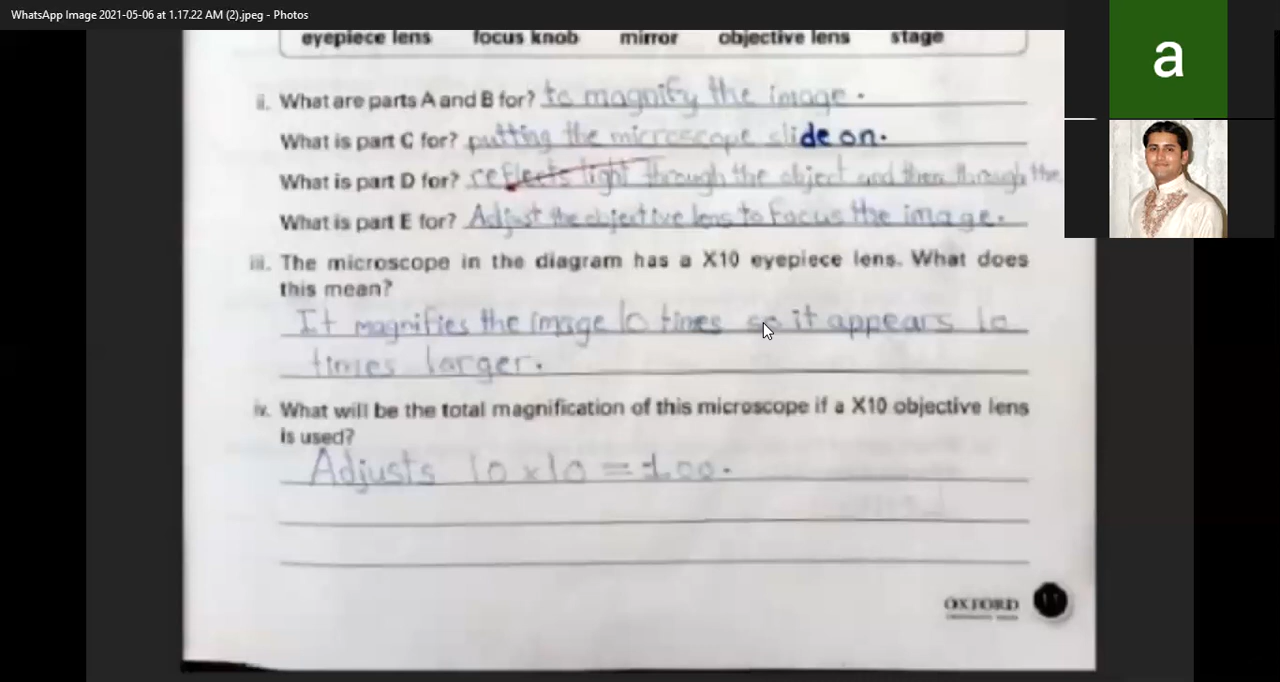 WhatsApp Image 2021-05-06 at 1.17.22 AM (2).jpeg - Photos
a
eyepiece lens focus knob mirror objective lens stage
ii. What are parts A and B for? to magnify the image.
What is part C for? putting the microscope slide on.
What is part D for? reflects light through the object and then through the
What is part E for? Adjust the objective lens to focus the image.
iii. The microscope in the diagram has a X10 eyepiece lens. What does
this mean?
It magnifies the image 10 times so it appears 10
times larger.
iv. What will be the total magnification of this microscope if a X10 objective lens
is used?
Adjusts 10 x 10 = 100.
OXFORD
11